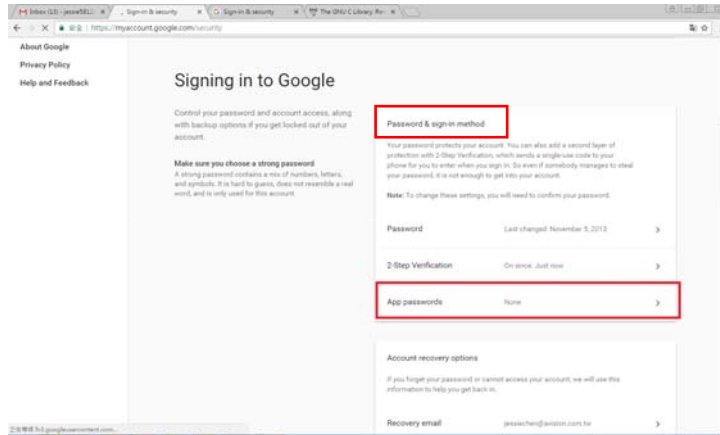 Sign-in & security
Sign-in & security
The GNU C Library
https://myaccount.google.com/security
About Google
Privacy Policy
Help and Feedback
Signing in to Google
Control your password and account access, along
with backup options if you get locked out of your
account.
Make sure you choose a strong password
A strong password contains a mix of numbers, letters,
and symbols. It is hard to guess, does not resemble a real
word, and is only used for this account.
Password & sign-in method
Your password protects your account. You can also add a second layer of
protection with 2-Step Verification, which sends a single-use code to your
phone for you to enter when you sign in. So even if somebody manages to steal
your password, it is not enough to get into your account.
Note: To change these settings, you will need to confirm your password.
Password Last changed: November 5, 2013
2-Step Verification On since: Just now
App passwords None
Account recovery options
If you forget your password or cannot access your account, we will use this
information to help you get back in.
Recovery email jessiechen@avision.com.tw